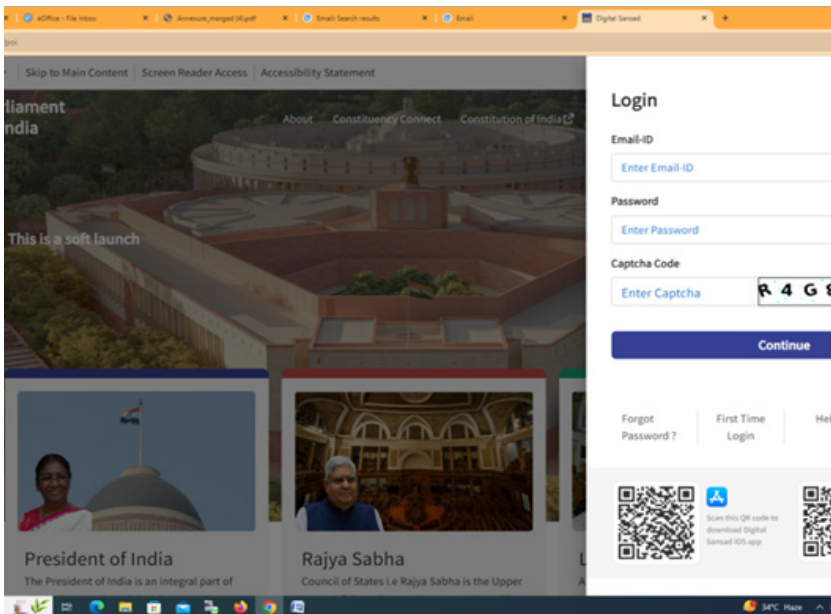 eOffice - File Inbox
Annexure_merged (4).pdf
Email: Search results
Email
Digital Sansad
Skip to Main Content
Screen Reader Access
Accessibility Statement
liament
ndia
About
Constituency Connect
Constitution of India
This is a soft launch
President of India
The President of India is an integral part of
Rajya Sabha
Council of States i.e Rajya Sabha is the Upper
L
A
Login
Email-ID
Enter Email-ID
Password
Enter Password
Captcha Code
Enter Captcha
R 4 G 8
Continue
Forgot
Password ?
First Time
Login
Hel
Scan this QR code to
download Digital
Sansad iOS app
34°C Haze